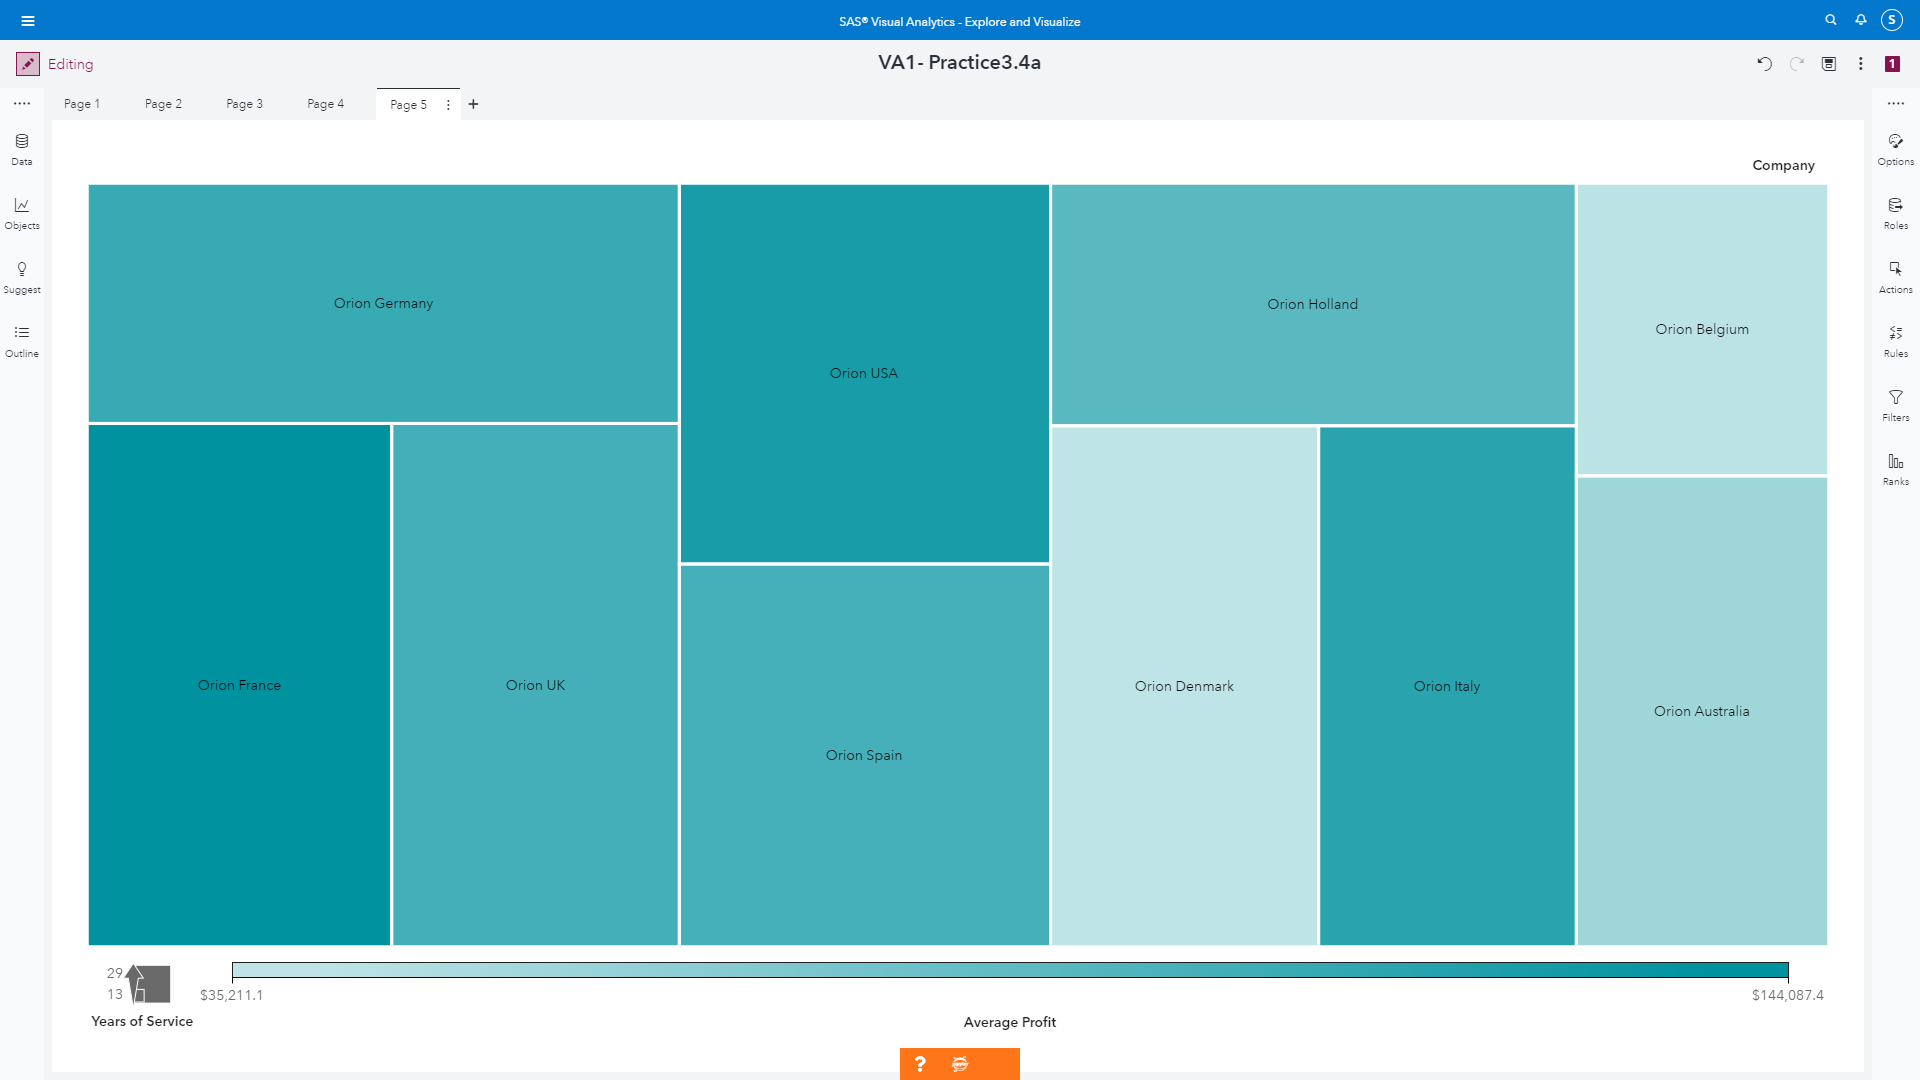 SAS® Visual Analytics - Explore and Visualize
S
Editing
VA1- Practice3.4a
1
Page 1
Page 2
Page 3
Page 4
Page 5
+
Data
Objects
Suggest
Outline
Options
Roles
Actions
Rules
Filters
Ranks
Company
Orion Germany
Orion USA
Orion Holland
Orion Belgium
Orion France
Orion UK
Orion Spain
Orion Denmark
Orion Italy
Orion Australia
29
13
Years of Service
$35,211.1
$144,087.4
Average Profit
?